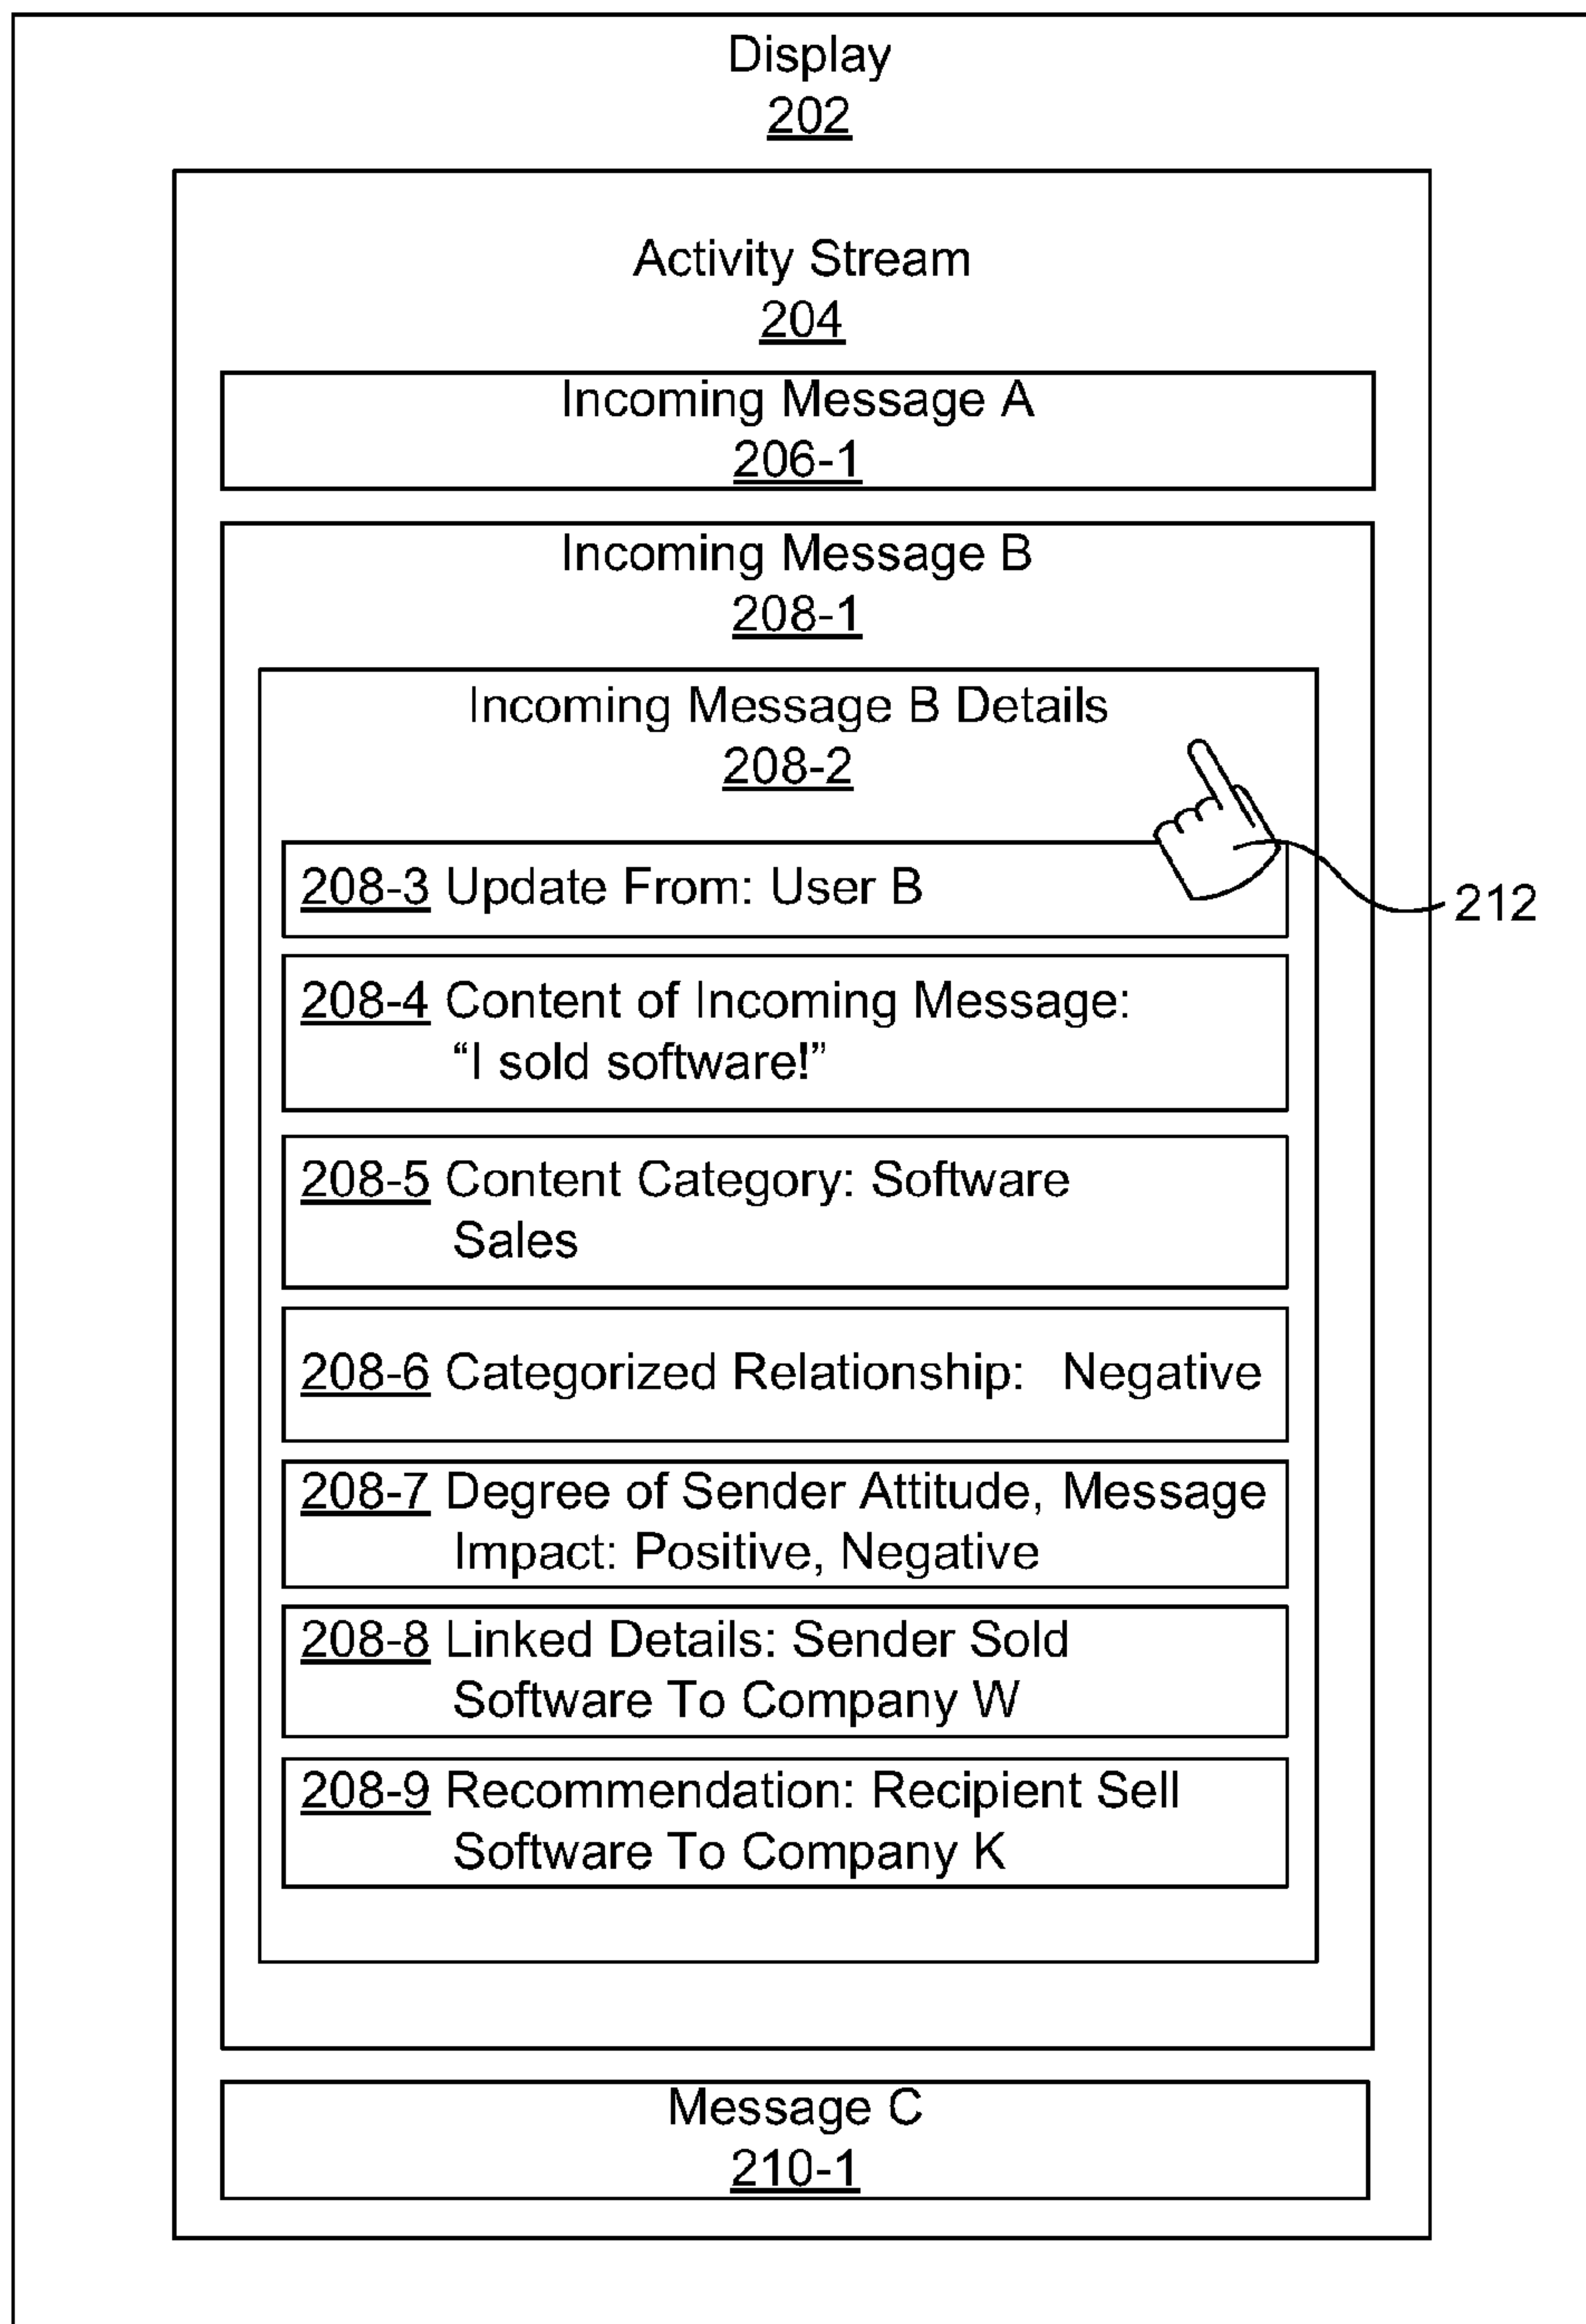 Display
202
Activity Stream
204
Incoming Message A
206-1
Incoming Message B
208-1
Incoming Message B Details
208-2
208-3 Update From: User B
212
208-4 Content of Incoming Message:
“I sold software!”
208-5 Content Category: Software
Sales
208-6 Categorized Relationship: Negative
208-7 Degree of Sender Attitude, Message
Impact: Positive, Negative
208-8 Linked Details: Sender Sold
Software To Company W
208-9 Recommendation: Recipient Sell
Software To Company K
Message C
210-1